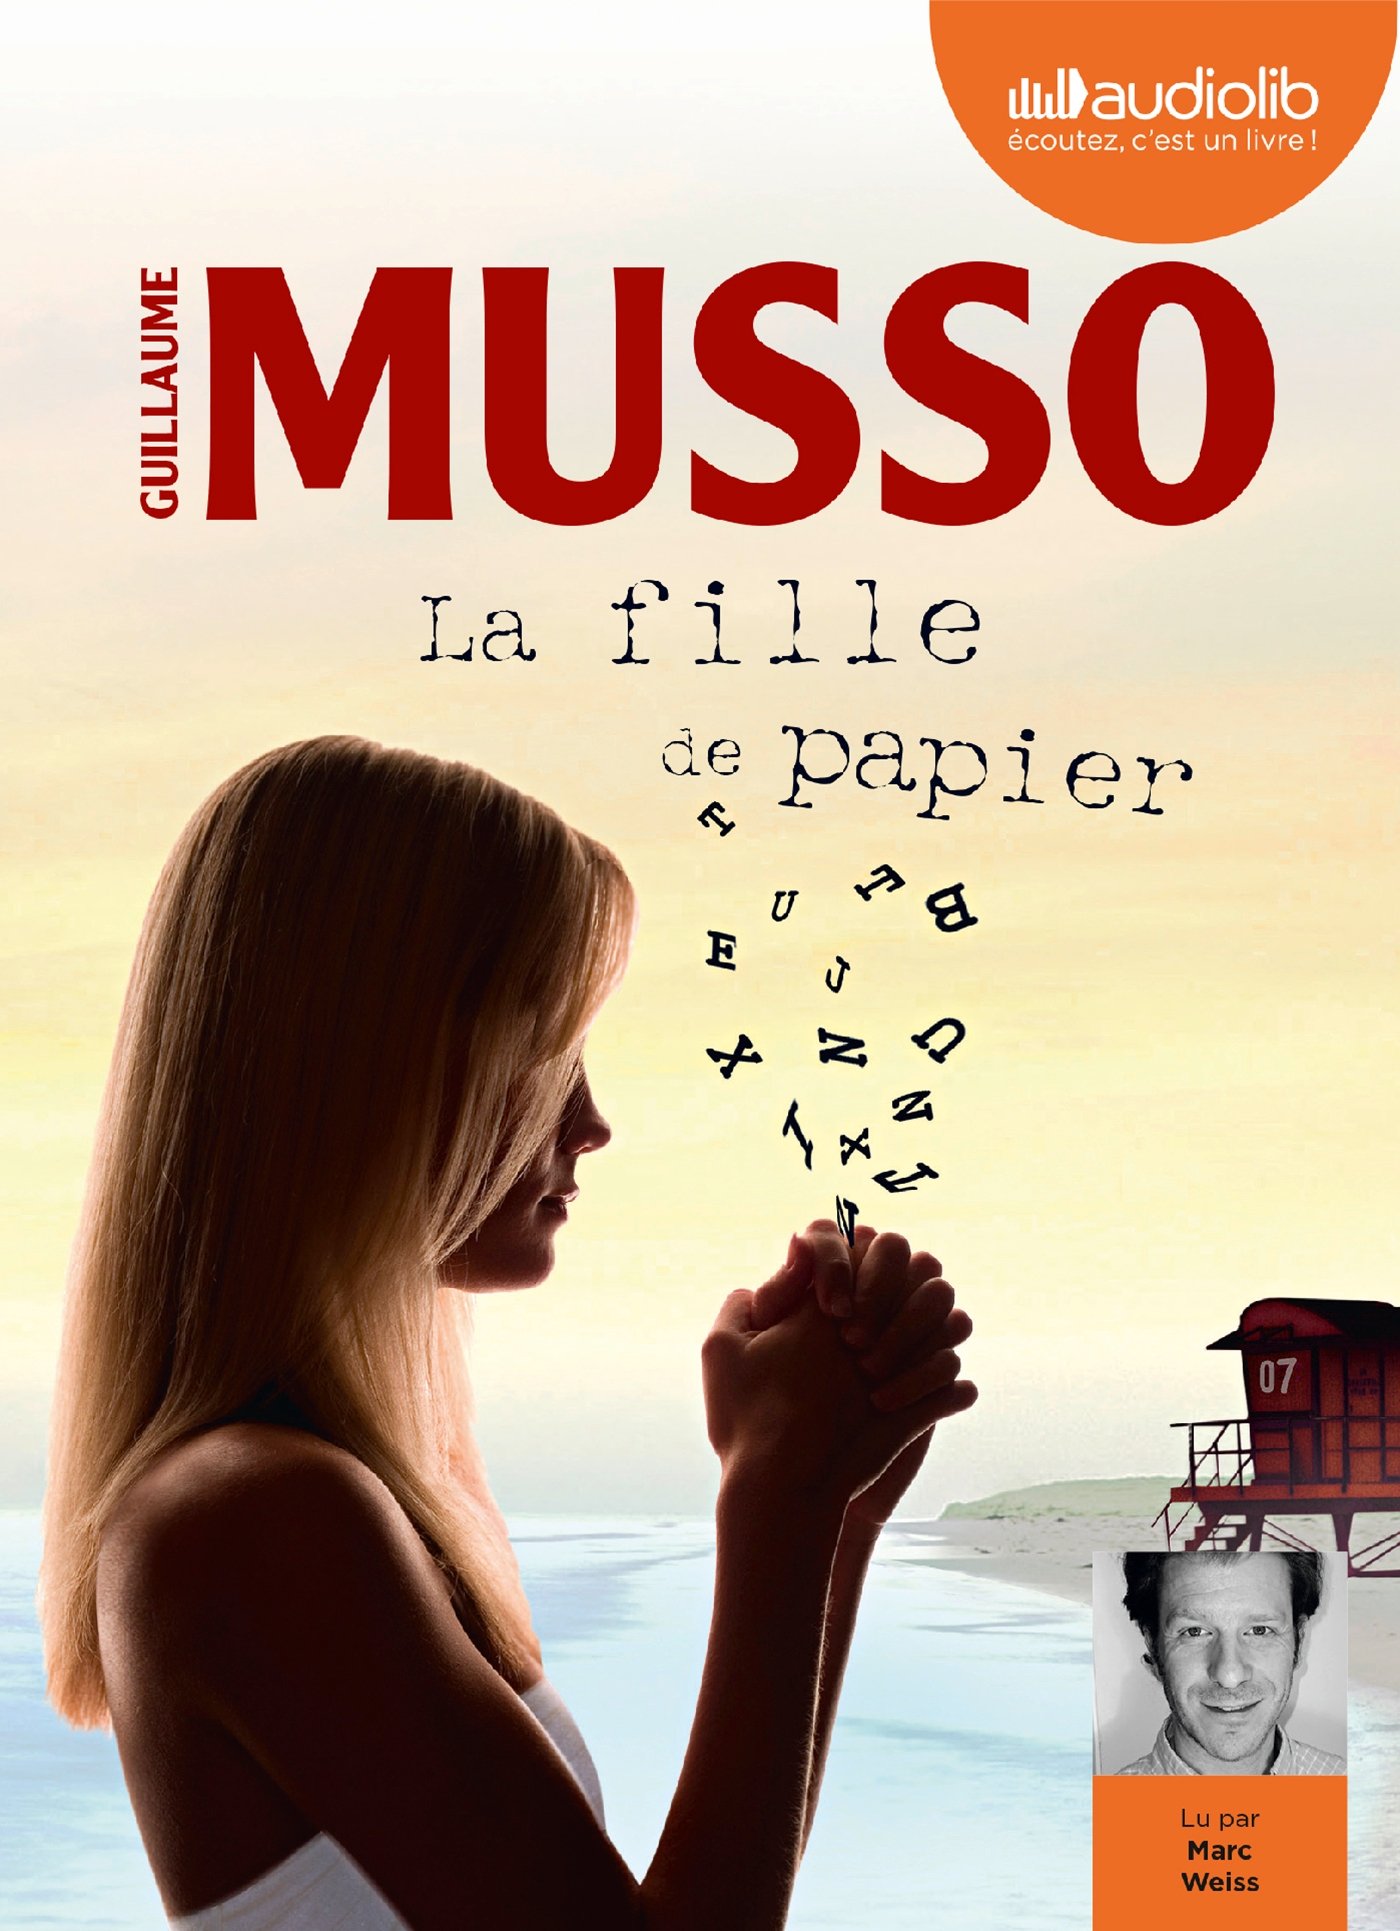 audiolib
écoutez, c'est un livre !
GUILLAUME
MUSSO
La fille
de papier
T
U
F
B
E
J
X
N
U
N
Y
X
F
N
07
Lu par
Marc
Weiss